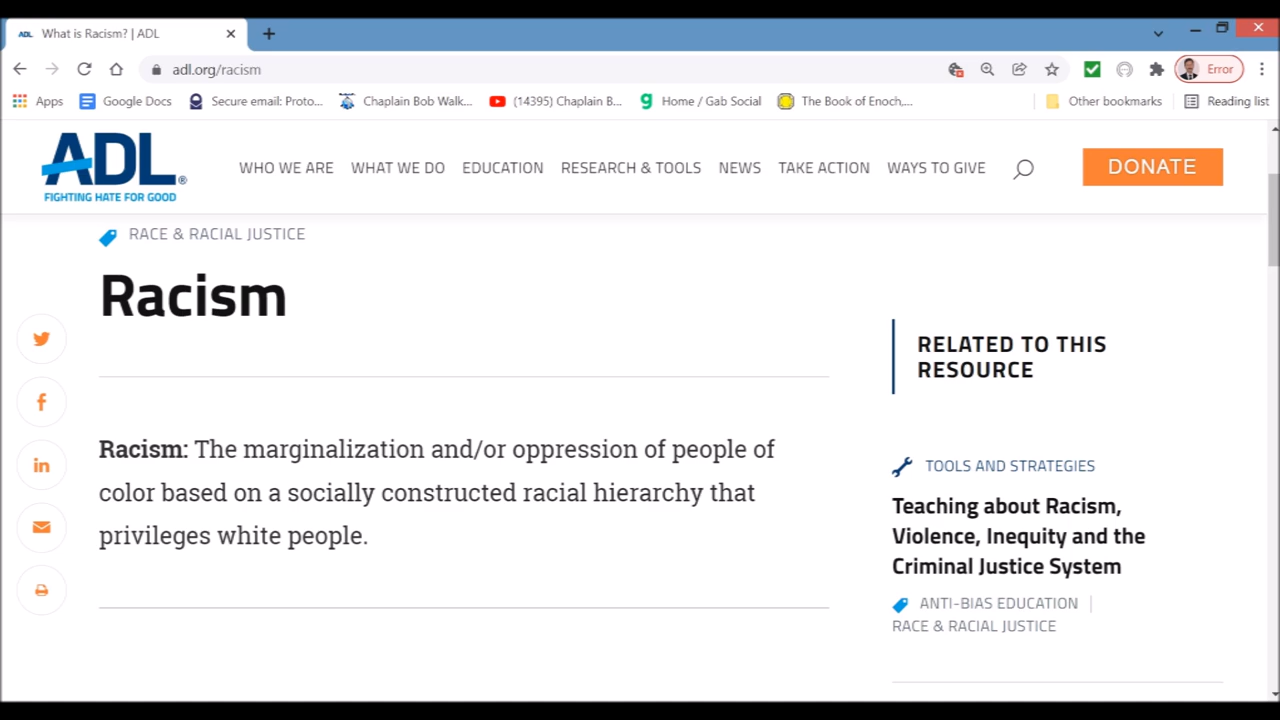 ADL What is Racism? | ADL
adl.org/racism
Error
Apps Google Docs Secure email: Proto... Chaplain Bob Walk... (14395) Chaplain B... Home / Gab Social The Book of Enoch,... Other bookmarks Reading list
ADL®
FIGHTING HATE FOR GOOD
WHO WE ARE WHAT WE DO EDUCATION RESEARCH & TOOLS NEWS TAKE ACTION WAYS TO GIVE
DONATE
RACE & RACIAL JUSTICE
Racism
Racism: The marginalization and/or oppression of people of
color based on a socially constructed racial hierarchy that
privileges white people.
RELATED TO THIS
RESOURCE
TOOLS AND STRATEGIES
Teaching about Racism,
Violence, Inequity and the
Criminal Justice System
ANTI-BIAS EDUCATION
RACE & RACIAL JUSTICE